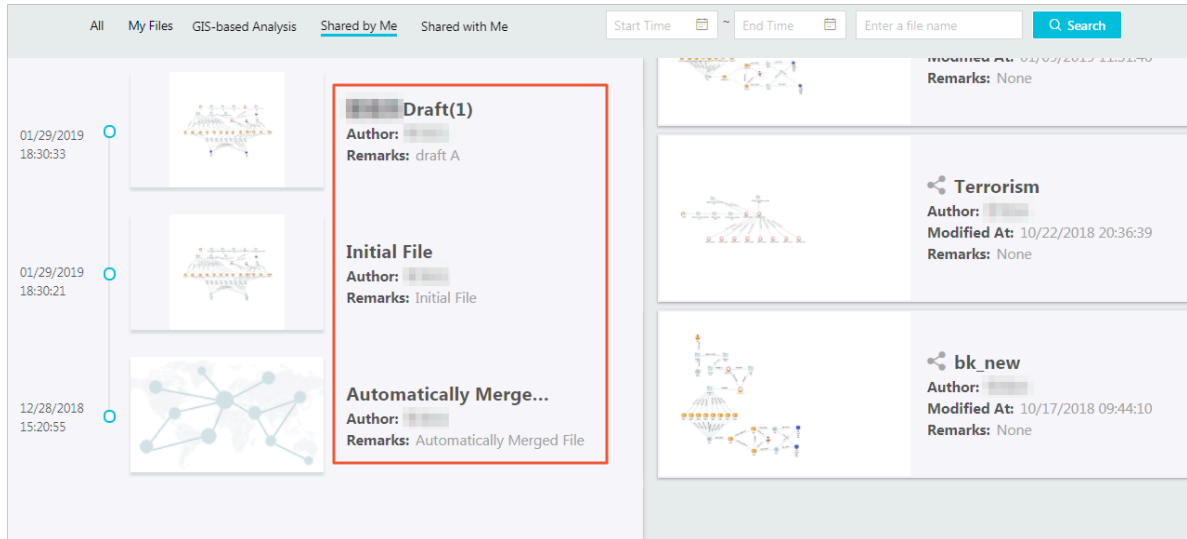 All My Files GIS-based Analysis Shared by Me Shared with Me Start Time ~ End Time Enter a file name Search
01/29/2019
18:30:33
Draft(1)
Author:
Remarks: draft A
01/29/2019
18:30:21
Initial File
Author:
Remarks: Initial File
12/28/2018
15:20:55
Automatically Merge...
Author:
Remarks: Automatically Merged File
Remarks: None
Terrorism
Author:
Modified At: 10/22/2018 20:36:39
Remarks: None
bk_new
Author:
Modified At: 10/17/2018 09:44:10
Remarks: None